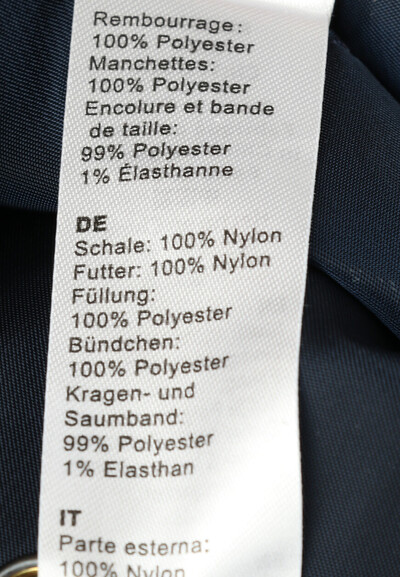 Rembourrage:
100% Polyester
Manchettes:
100% Polyester
Encolure et bande
de taille:
99% Polyester
1% Élasthanne
DE
Schale: 100% Nylon
Futter: 100% Nylon
Füllung:
100% Polyester
Bündchen:
100% Polyester
Kragen- und
Saumband:
99% Polyester
1% Elasthan
IT
Parte esterna:
100% Nylon